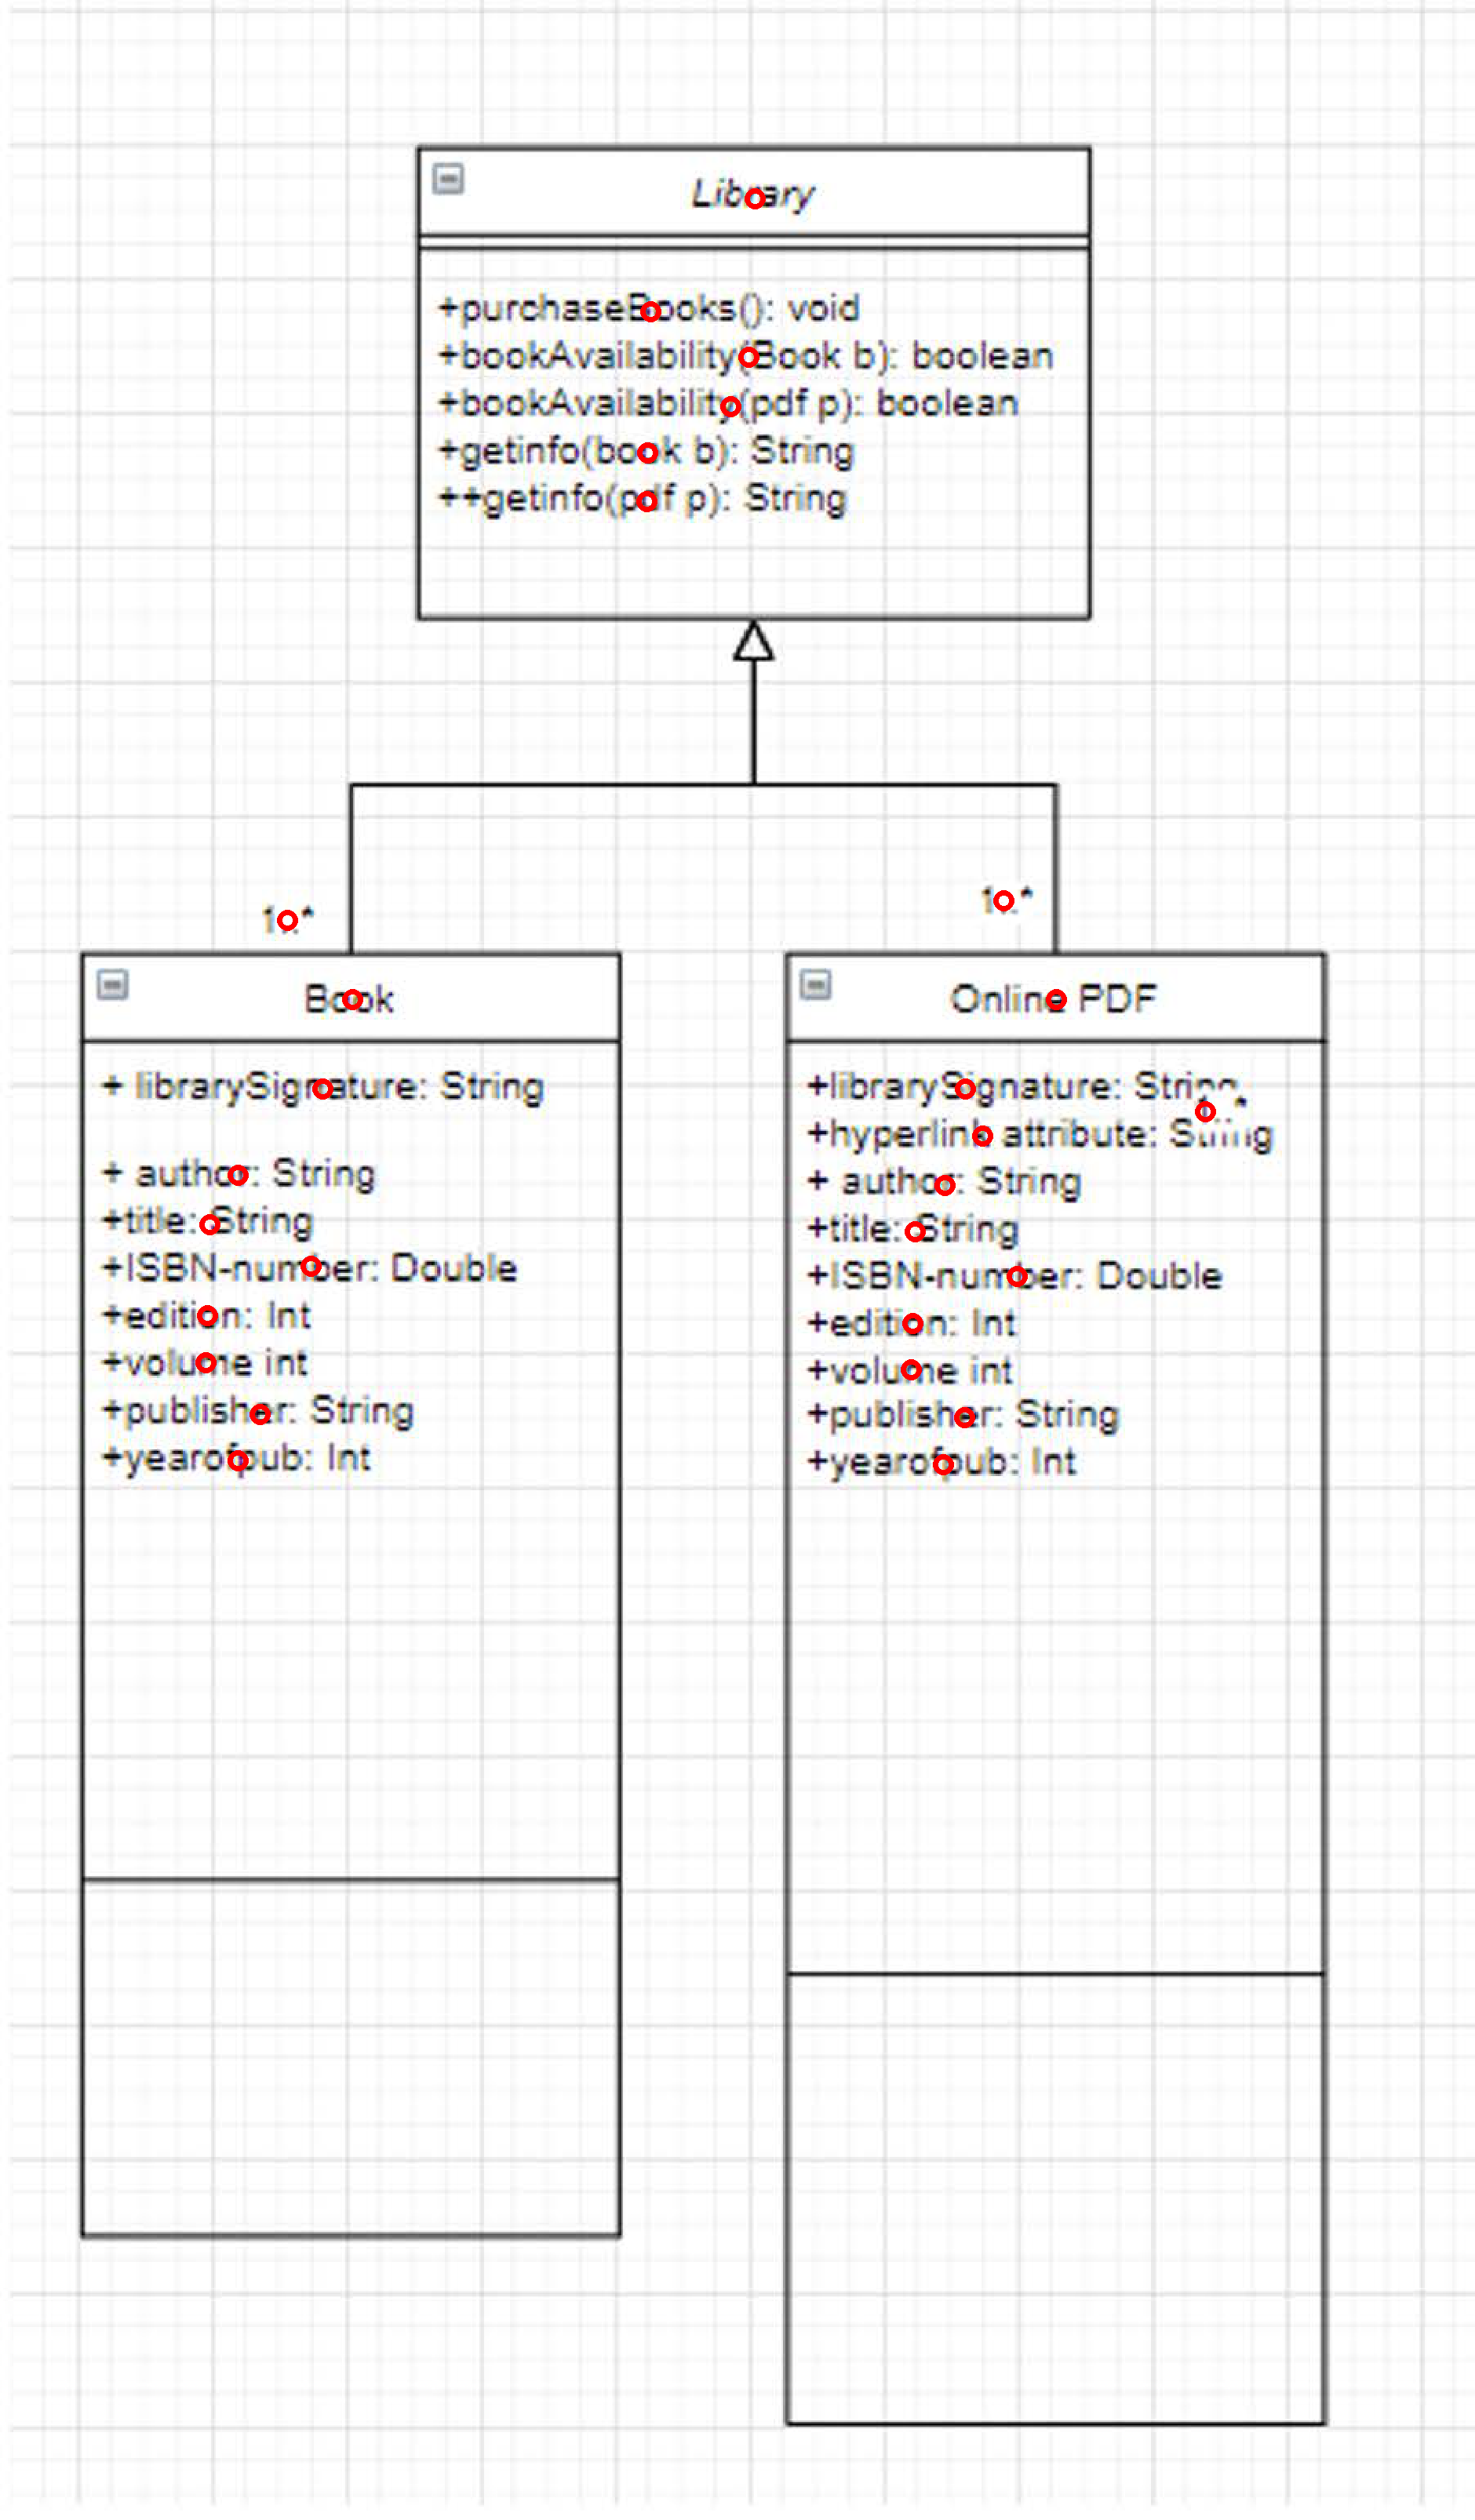 Library
+purchaseBooks(): void
+bookAvailability(Book b): boolean
+bookAvailability(pdf p): boolean
+getinfo(book b): String
++getinfo(pdf p): String
1..*
1..*
Book
+ librarySignature: String
+ author: String
+title: String
+ISBN-number: Double
+edition: Int
+volume int
+publisher: String
+yearofpub: Int
Online PDF
+librarySignature: String
+hyperlink attribute: String
+ author: String
+title: String
+ISBN-number: Double
+edition: Int
+volume int
+publisher: String
+yearofpub: Int